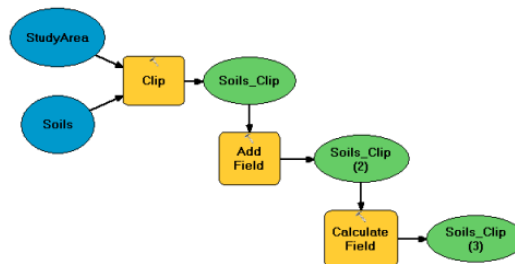 StudyArea
Clip
Soils_Clip
Soils
Add
Field
Soils_Clip
(2)
Calculate
Field
Soils_Clip
(3)